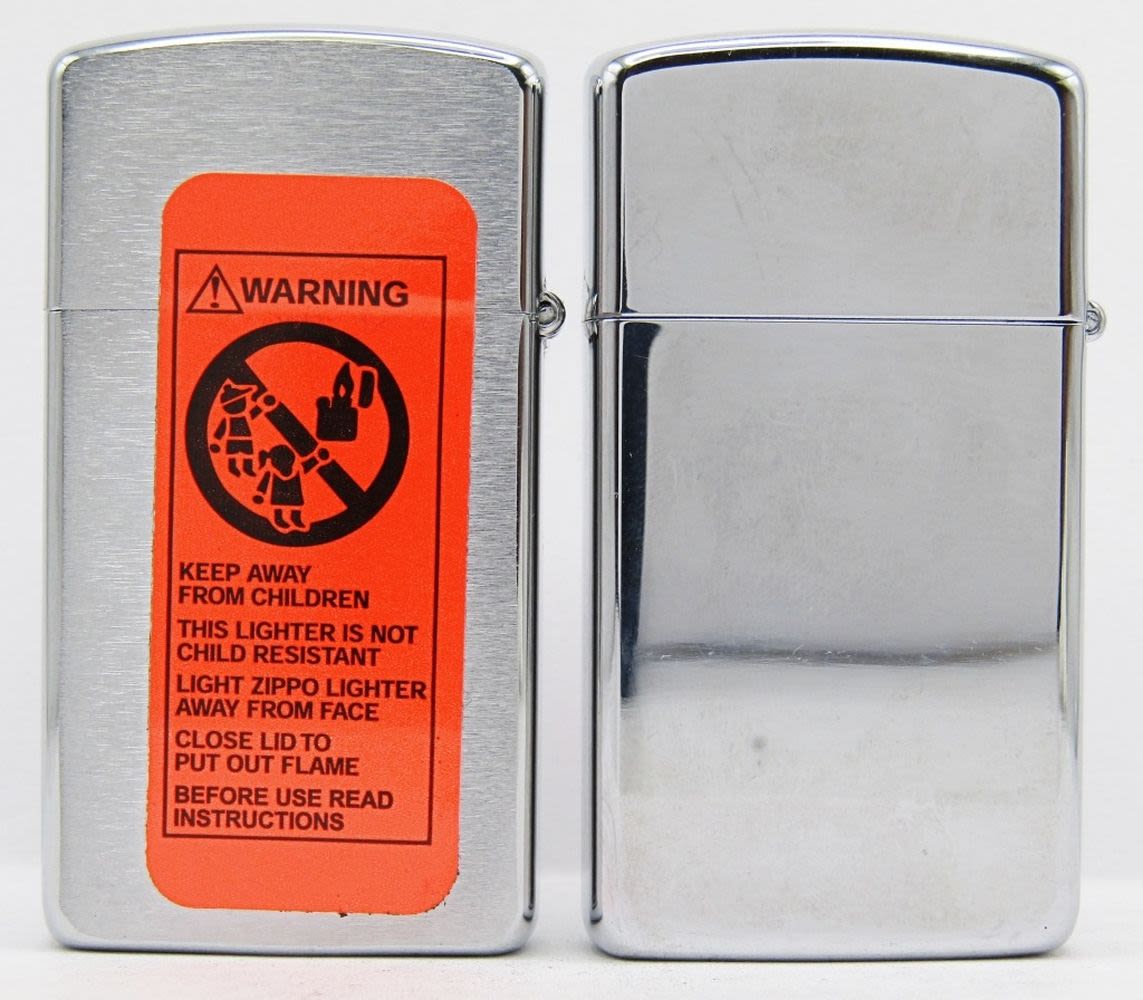 WARNING
KEEP AWAY
FROM CHILDREN
THIS LIGHTER IS NOT
CHILD RESISTANT
LIGHT ZIPPO LIGHTER
AWAY FROM FACE
CLOSE LID TO
PUT OUT FLAME
BEFORE USE READ
INSTRUCTIONS